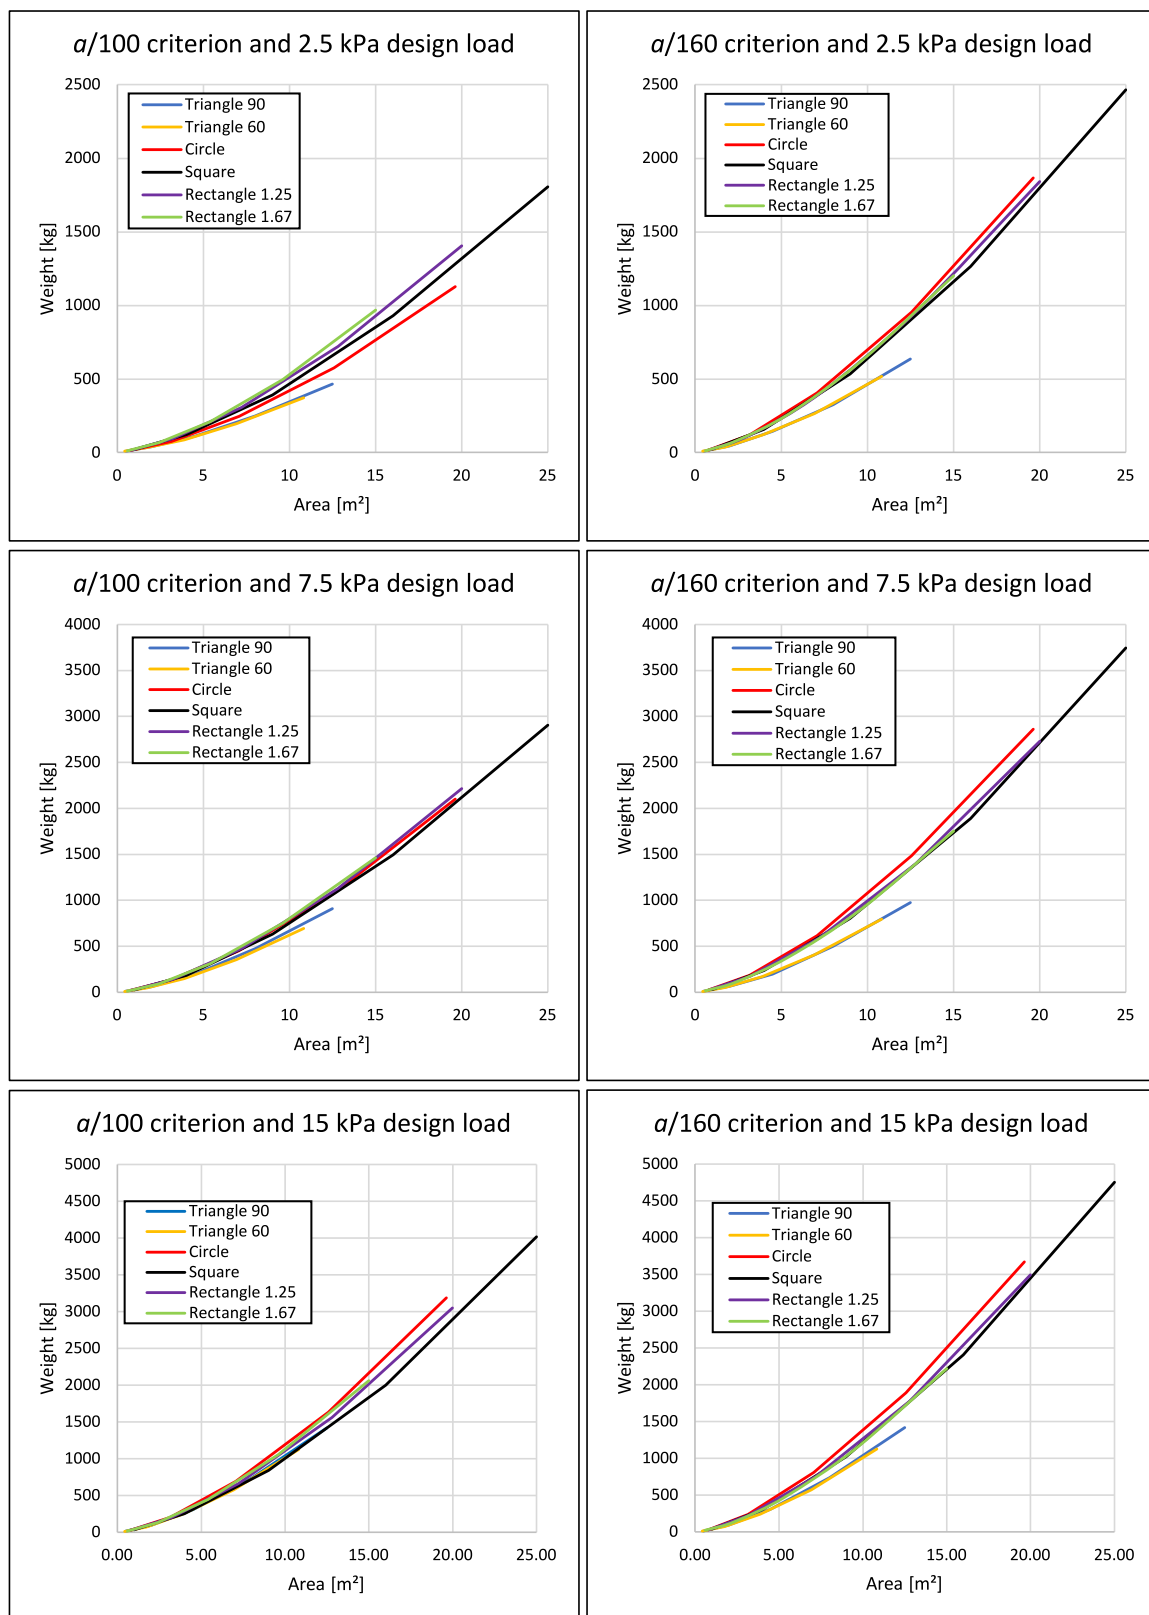 a/100 criterion and 2.5 kPa design load
2500
2000
1500
1000
500
0
Weight [kg]
Triangle 90
Triangle 60
Circle
Square
Rectangle 1.25
Rectangle 1.67
0 5 10 15 20 25
Area [m²]
a/160 criterion and 2.5 kPa design load
2500
2000
1500
1000
500
0
Weight [kg]
Triangle 90
Triangle 60
Circle
Square
Rectangle 1.25
Rectangle 1.67
0 5 10 15 20 25
Area [m²]
a/100 criterion and 7.5 kPa design load
4000
3500
3000
2500
2000
1500
1000
500
0
Weight [kg]
Triangle 90
Triangle 60
Circle
Square
Rectangle 1.25
Rectangle 1.67
0 5 10 15 20 25
Area [m²]
a/160 criterion and 7.5 kPa design load
4000
3500
3000
2500
2000
1500
1000
500
0
Weight [kg]
Triangle 90
Triangle 60
Circle
Square
Rectangle 1.25
Rectangle 1.67
0 5 10 15 20 25
Area [m²]
a/100 criterion and 15 kPa design load
5000
4500
4000
3500
3000
2500
2000
1500
1000
500
0
Weight [kg]
Triangle 90
Triangle 60
Circle
Square
Rectangle 1.25
Rectangle 1.67
0.00 5.00 10.00 15.00 20.00 25.00
Area [m²]
a/160 criterion and 15 kPa design load
5000
4500
4000
3500
3000
2500
2000
1500
1000
500
0
Weight [kg]
Triangle 90
Triangle 60
Circle
Square
Rectangle 1.25
Rectangle 1.67
0.00 5.00 10.00 15.00 20.00 25.00
Area [m²]